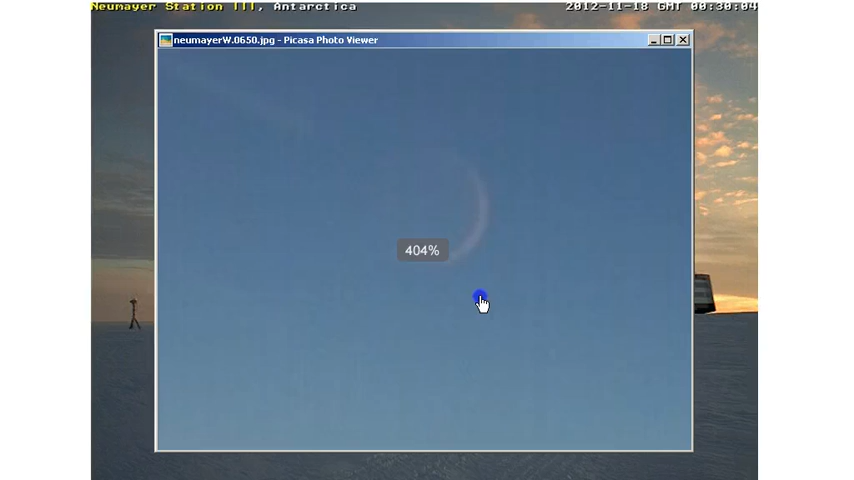 Neumayer Station III, Antarctica
2012-11-18 GMT 00:30:04
neumayerW.0650.jpg - Picasa Photo Viewer
404%